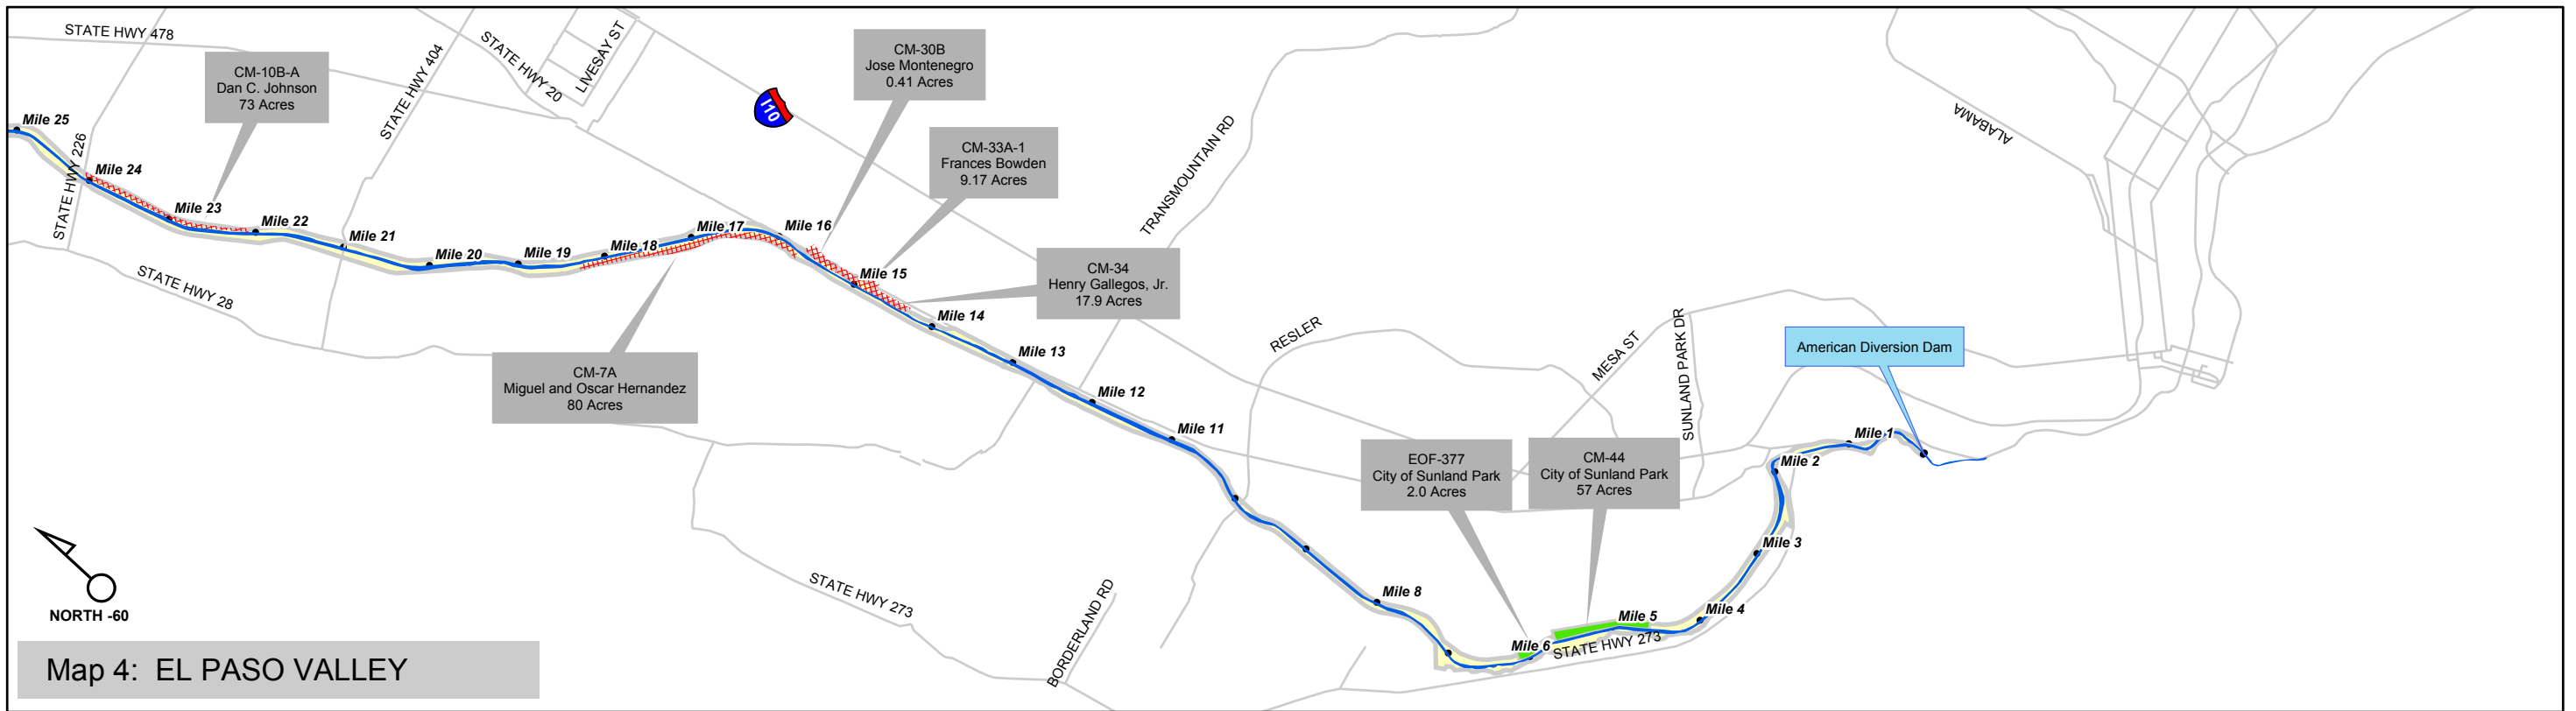 STATE HWY 478
STATE HWY 404
STATE HWY 20
LIVESAY ST
I10
CM-10B-A
Dan C. Johnson
73 Acres
CM-30B
Jose Montenegro
0.41 Acres
CM-33A-1
Frances Bowden
9.17 Acres
TRANSMOUNTAIN RD
ALABAMA
Mile 25
STATE HWY 226
Mile 24
Mile 23
Mile 22
Mile 21
Mile 20
Mile 19
Mile 18
Mile 17
Mile 16
Mile 15
Mile 14
Mile 13
Mile 12
Mile 11
STATE HWY 28
CM-34
Henry Gallegos, Jr.
17.9 Acres
CM-7A
Miguel and Oscar Hernandez
80 Acres
RESLER
MESA ST
SUNLAND PARK DR
American Diversion Dam
EOF-377
City of Sunland Park
2.0 Acres
CM-44
City of Sunland Park
57 Acres
Mile 1
Mile 2
Mile 3
Mile 4
Mile 5
Mile 6
Mile 8
STATE HWY 273
STATE HWY 273
BORDERLAND RD
NORTH -60
Map 4: EL PASO VALLEY